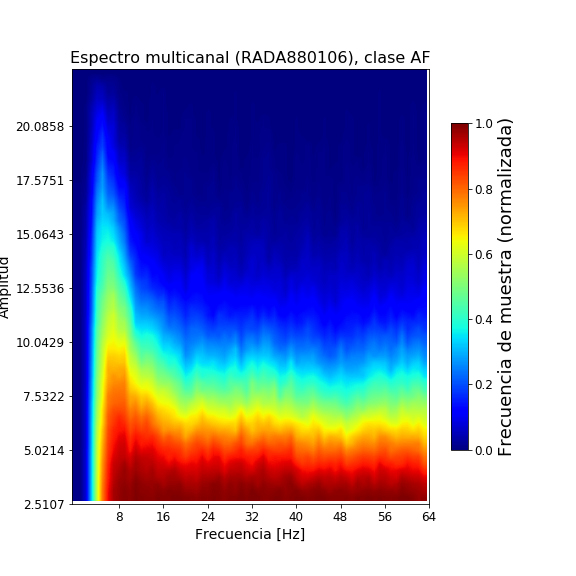 Espectro multicanal (RADA880106), clase AF
20.0858
17.5751
15.0643
12.5536
10.0429
7.5322
5.0214
2.5107
Amplitud
8 16 24 32 40 48 56 64
Frecuencia [Hz]
1.0
0.8
0.6
0.4
0.2
0.0
Frecuencia de muestra (normalizada)